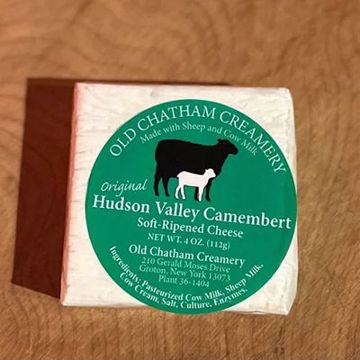 OLD CHATHAM CREAMERY
Made with Sheep and Cow Milk
Original
Hudson Valley Camembert
Soft-Ripened Cheese
NET WT. 4 OZ. (112g)
Old Chatham Creamery
210 Gerald Moses Drive
Groton, New York 13073
Plant 36-1404
Ingredients: Pasteurized Cow Milk, Sheep Milk,
Cow Cream, Salt, Culture, Enzymes.